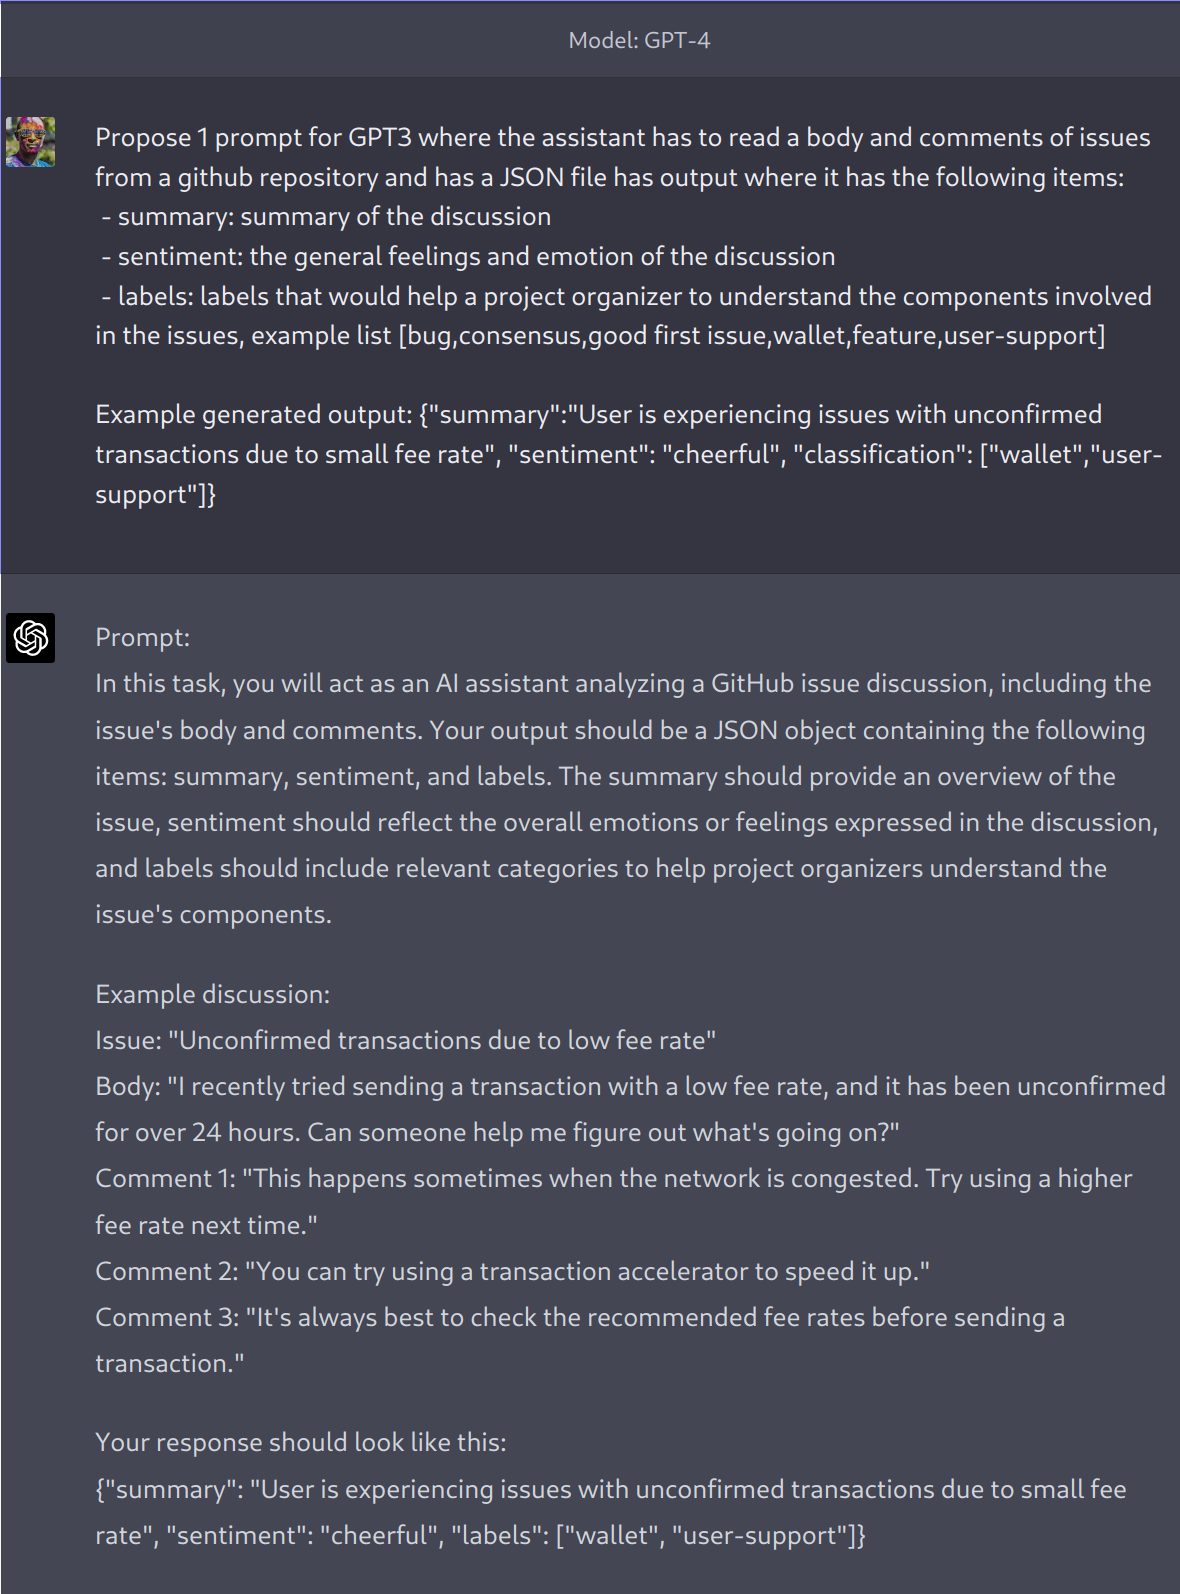 Model: GPT-4
Propose 1 prompt for GPT3 where the assistant has to read a body and comments of issues
from a github repository and has a JSON file has output where it has the following items:
- summary: summary of the discussion
- sentiment: the general feelings and emotion of the discussion
- labels: labels that would help a project organizer to understand the components involved
in the issues, example list [bug,consensus,good first issue,wallet,feature,user-support]
Example generated output: {"summary":"User is experiencing issues with unconfirmed
transactions due to small fee rate", "sentiment": "cheerful", "classification": ["wallet","user-
support"]}
Prompt:
In this task, you will act as an AI assistant analyzing a GitHub issue discussion, including the
issue's body and comments. Your output should be a JSON object containing the following
items: summary, sentiment, and labels. The summary should provide an overview of the
issue, sentiment should reflect the overall emotions or feelings expressed in the discussion,
and labels should include relevant categories to help project organizers understand the
issue's components.
Example discussion:
Issue: "Unconfirmed transactions due to low fee rate"
Body: "I recently tried sending a transaction with a low fee rate, and it has been unconfirmed
for over 24 hours. Can someone help me figure out what's going on?"
Comment 1: "This happens sometimes when the network is congested. Try using a higher
fee rate next time."
Comment 2: "You can try using a transaction accelerator to speed it up."
Comment 3: "It's always best to check the recommended fee rates before sending a
transaction."
Your response should look like this:
{"summary": "User is experiencing issues with unconfirmed transactions due to small fee
rate", "sentiment": "cheerful", "labels": ["wallet", "user-support"]}